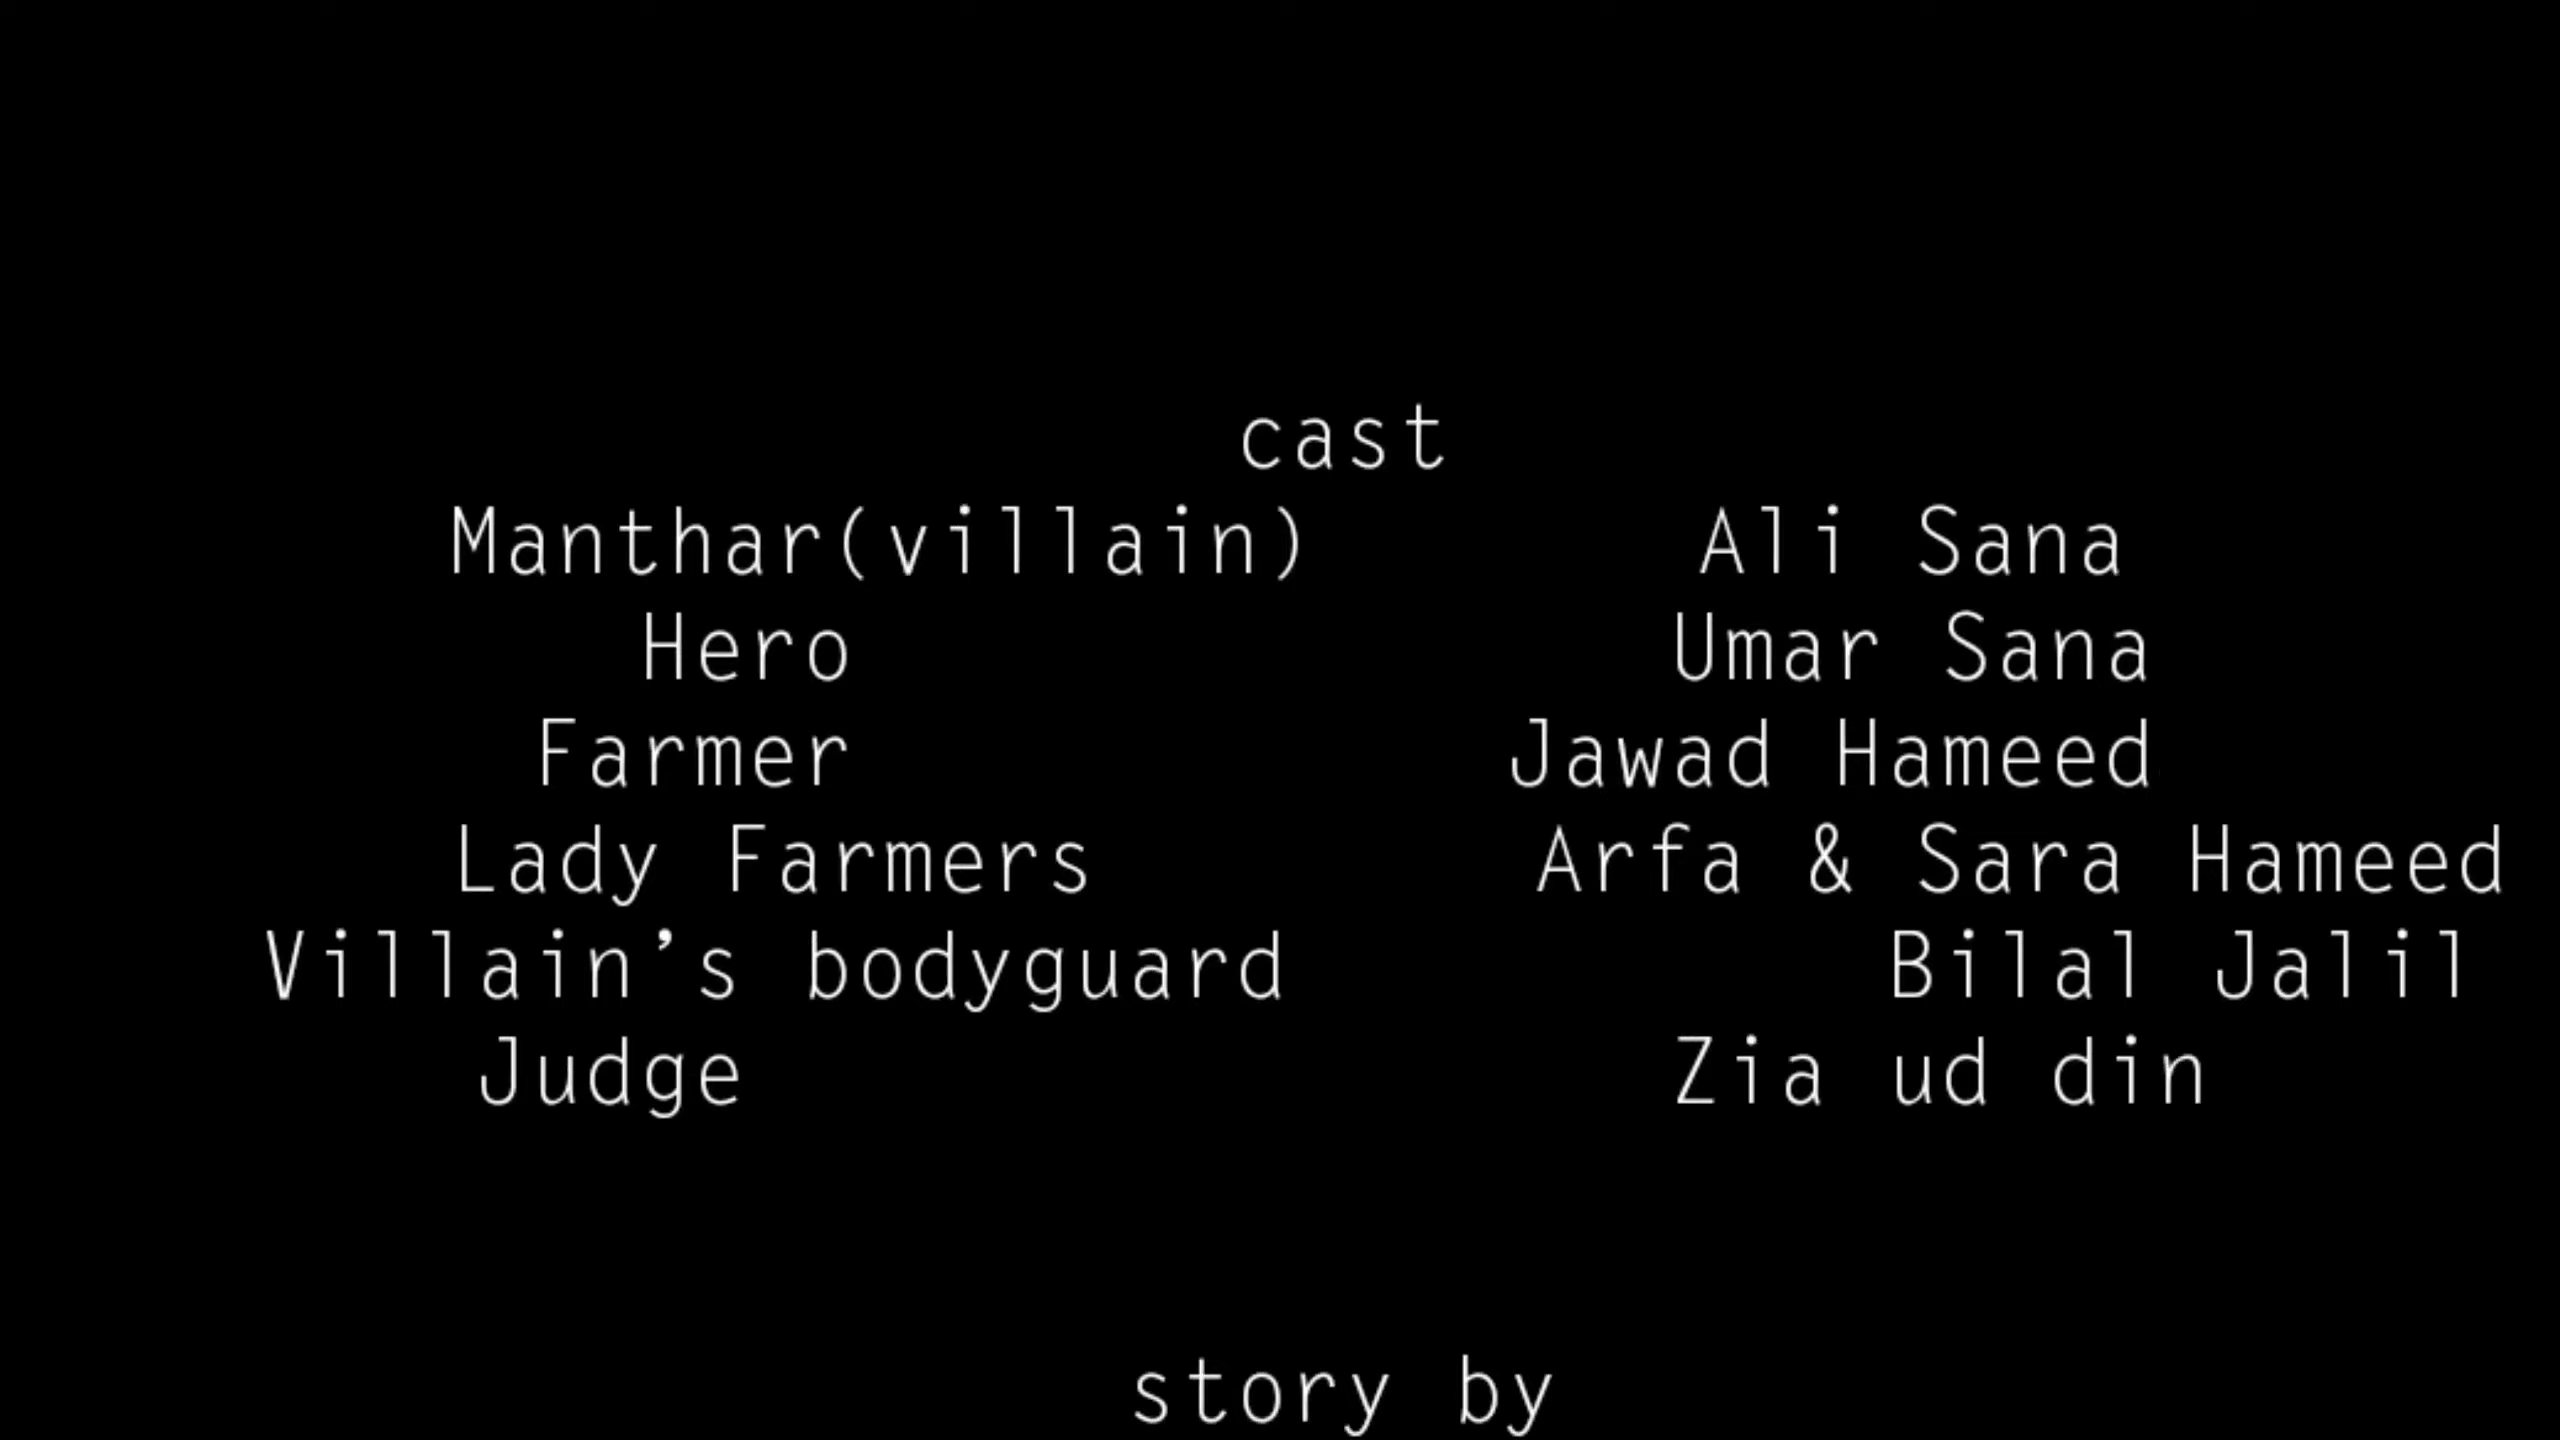 cast
Manthar(villain) Ali Sana
Hero Umar Sana
Farmer Jawad Hameed
Lady Farmers Arfa & Sara Hameed
Villain’s bodyguard Bilal Jalil
Judge Zia ud din
story by